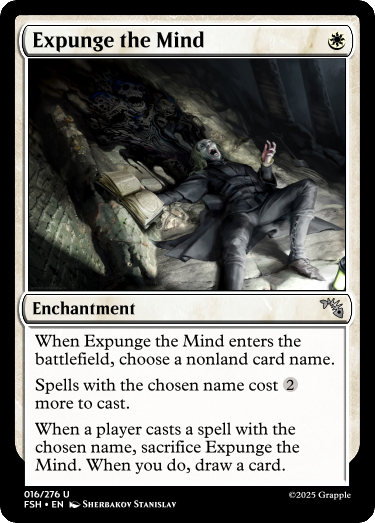 Expunge the Mind
Enchantment
When Expunge the Mind enters the
battlefield, choose a nonland card name.
Spells with the chosen name cost 2
more to cast.
When a player casts a spell with the
chosen name, sacrifice Expunge the
Mind. When you do, draw a card.
016/276 U
FSH • EN Sherbakov Stanislav
©2025 Grapple